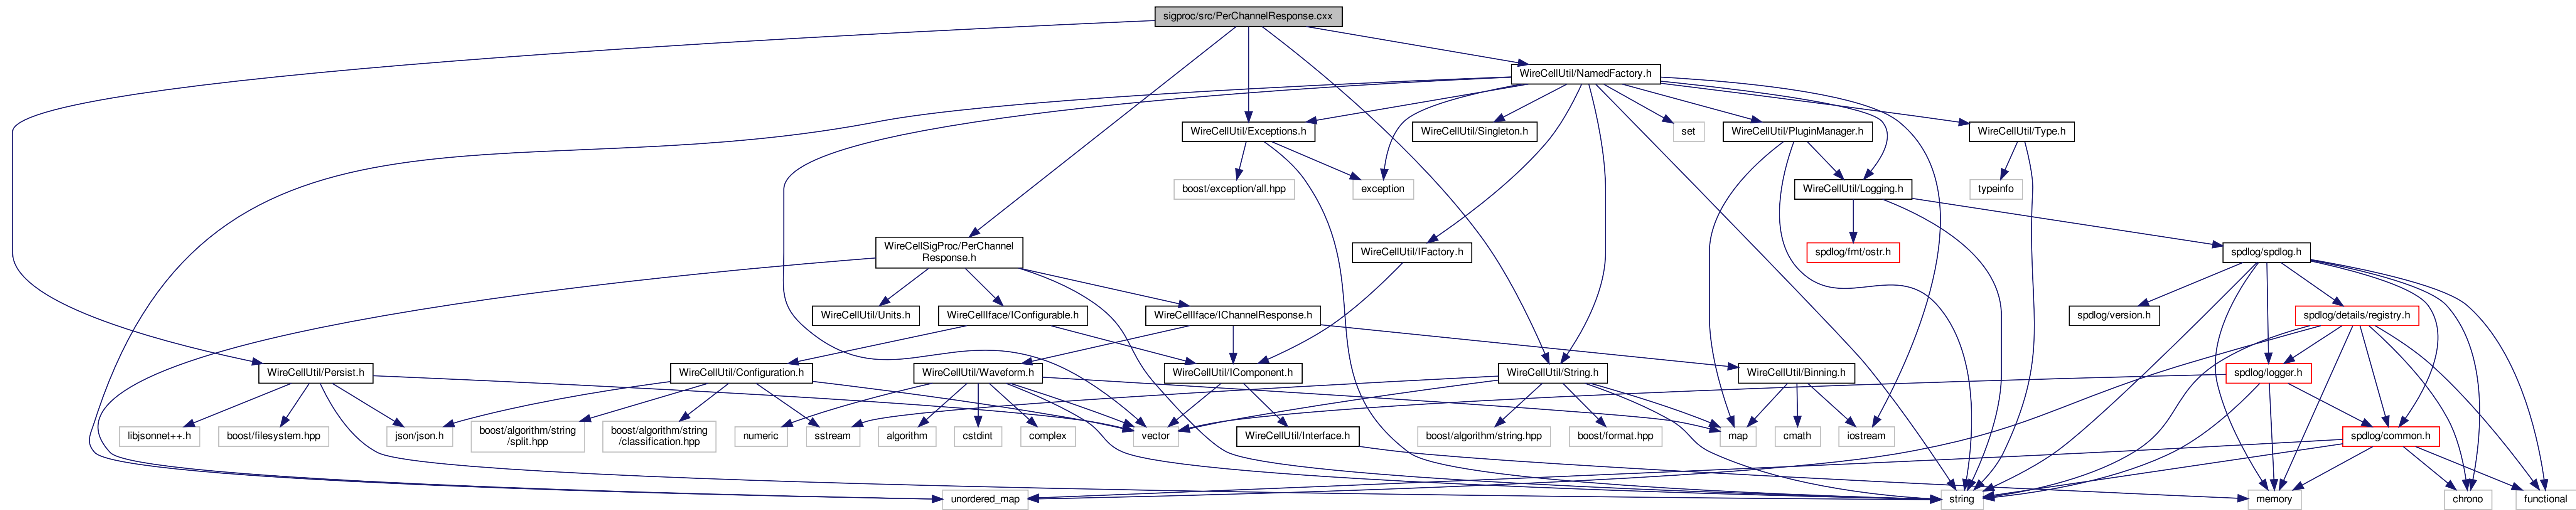 sigproc/src/PerChannelResponse.cxx
WireCellUtil/NamedFactory.h
WireCellUtil/Exceptions.h
WireCellUtil/Singleton.h
set
WireCellUtil/PluginManager.h
WireCellUtil/Type.h
boost/exception/all.hpp
exception
WireCellUtil/Logging.h
typeinfo
WireCellSigProc/PerChannel
Response.h
WireCellUtil/IFactory.h
spdlog/fmt/ostr.h
spdlog/spdlog.h
WireCellUtil/Units.h
WireCellIface/IConfigurable.h
WireCellIface/IChannelResponse.h
spdlog/version.h
spdlog/details/registry.h
WireCellUtil/Persist.h
WireCellUtil/Configuration.h
WireCellUtil/Waveform.h
WireCellUtil/IComponent.h
WireCellUtil/String.h
WireCellUtil/Binning.h
spdlog/logger.h
libjsonnet++.h
boost/filesystem.hpp
json/json.h
boost/algorithm/string
/split.hpp
boost/algorithm/string
/classification.hpp
numeric
sstream
algorithm
cstdint
complex
vector
WireCellUtil/Interface.h
boost/algorithm/string.hpp
boost/format.hpp
map
cmath
iostream
spdlog/common.h
unordered_map
string
memory
chrono
functional